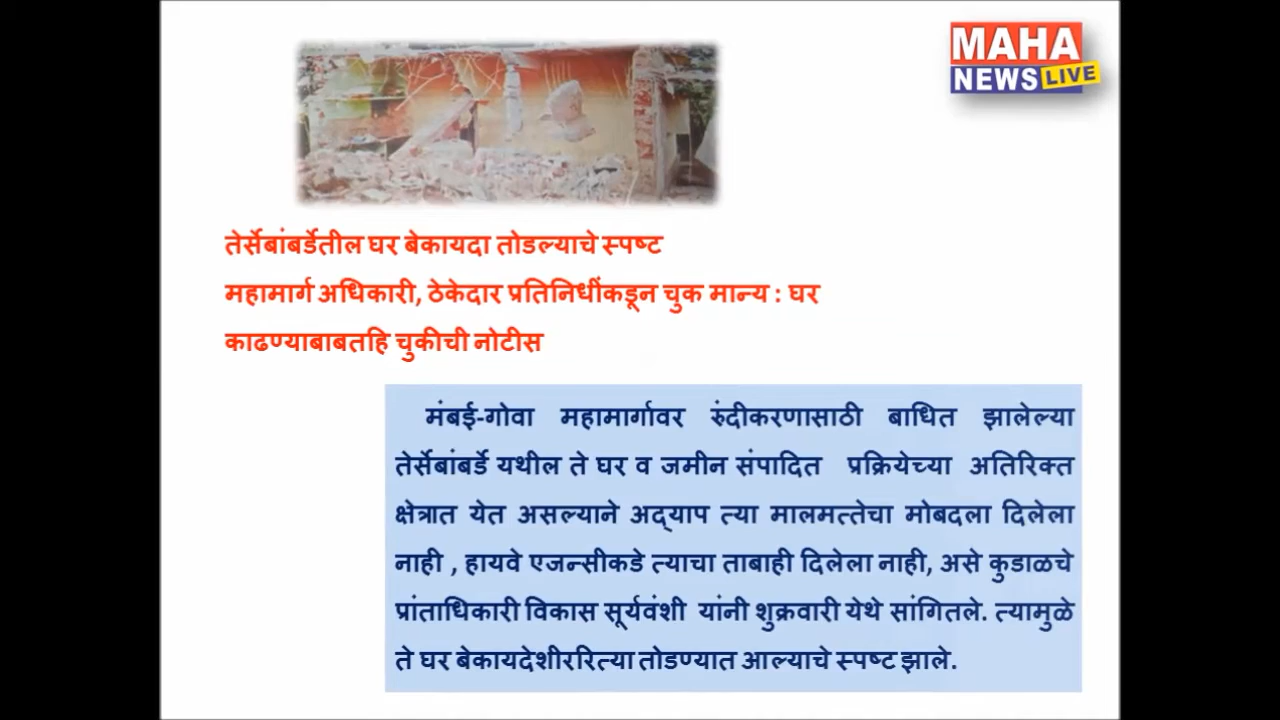 MAHA
NEWS LIVE
तेर्सेबांबर्डेतील घर बेकायदा तोडल्याचे स्पष्ट
महामार्ग अधिकारी, ठेकेदार प्रतिनिधींकडून चुक मान्य : घर
काढण्याबाबतहि चुकीची नोटीस
मंबई-गोवा महामार्गावर रुंदीकरणासाठी बाधित झालेल्या
तेर्सेबांबर्डे यथील ते घर व जमीन संपादित प्रक्रियेच्या अतिरिक्त
क्षेत्रात येत असल्याने अद्याप त्या मालमत्तेचा मोबदला दिलेला
नाही , हायवे एजन्सीकडे त्याचा ताबाही दिलेला नाही, असे कुडाळचे
प्रांताधिकारी विकास सूर्यवंशी यांनी शुक्रवारी येथे सांगितले. त्यामुळे
ते घर बेकायदेशीररित्या तोडण्यात आल्याचे स्पष्ट झाले.